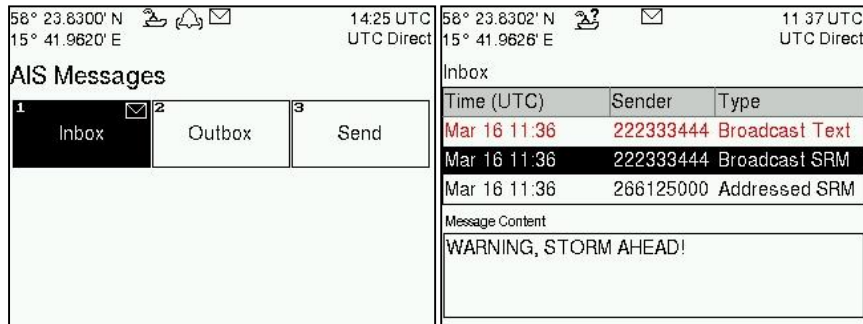 58° 23.8300' N
14:25 UTC
15° 41.9620' E
UTC Direct
AIS Messages
1
Inbox
2
Outbox
3
Send
58° 23.8302' N
?
11 37 UTC
15° 41.9626' E
UTC Direct
Inbox
Time (UTC) Sender Type
Mar 16 11:36 222333444 Broadcast Text
Mar 16 11:36 222333444 Broadcast SRM
Mar 16 11:36 266125000 Addressed SRM
Message Content
WARNING, STORM AHEAD!